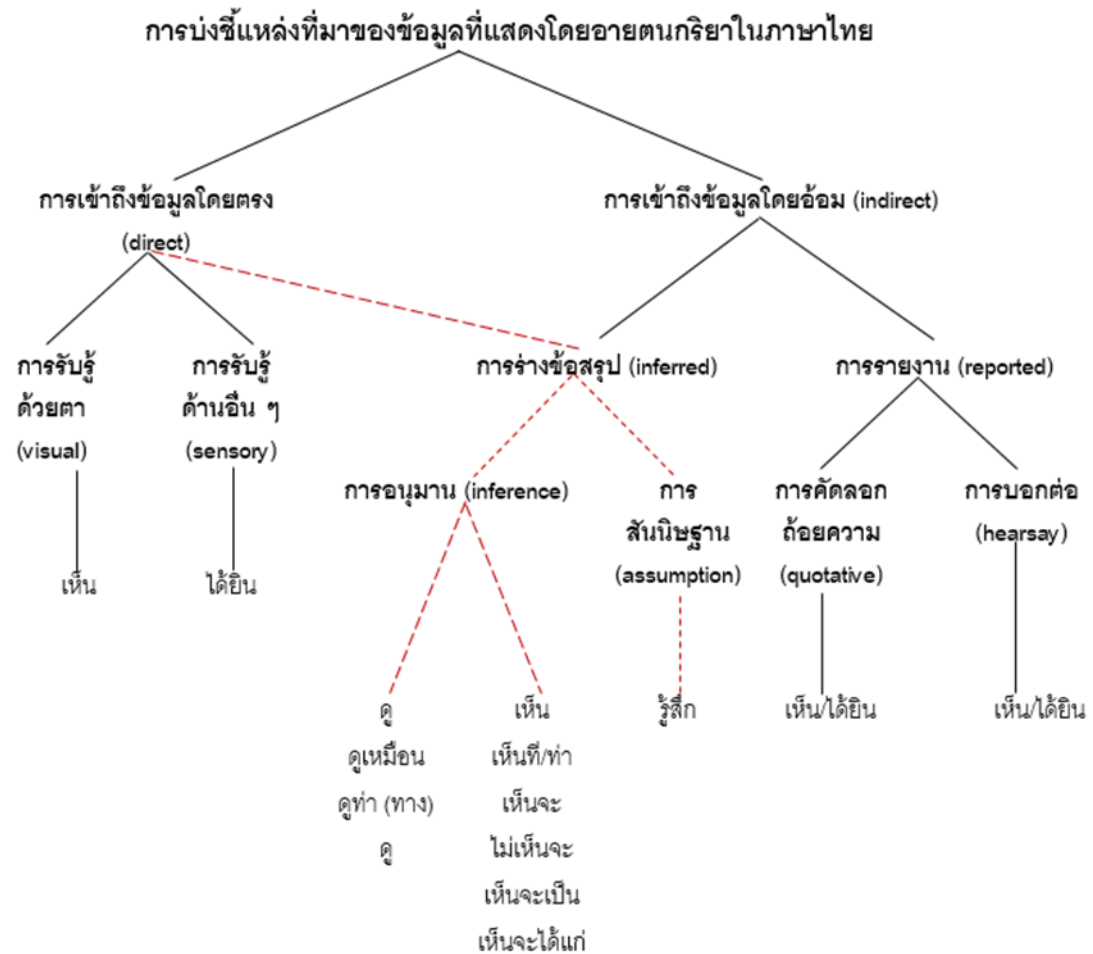 การบ่งชี้แหล่งที่มาของข้อมูลที่แสดงโดยอายตนกริยาในภาษาไทย
การเข้าถึงข้อมูลโดยตรง
(direct)
การเข้าถึงข้อมูลโดยอ้อม (indirect)
การรับรู้
ด้วยตา
(visual)
การรับรู้
ด้านอื่น ๆ
(sensory)
การร่างข้อสรุป (inferred)
การรายงาน (reported)
การอนุมาน (inference)
การ
สันนิษฐาน
(assumption)
การคัดลอก
ถ้อยความ
(quotative)
การบอกต่อ
(hearsay)
เห็น
ได้ยิน
ดู
ดูเหมือน
ดูท่า (ทาง)
ดู
เห็น
เห็นที/ท่า
เห็นจะ
ไม่เห็นจะ
เห็นจะเป็น
เห็นจะได้แก่
รู้สึก
เห็น/ได้ยิน
เห็น/ได้ยิน